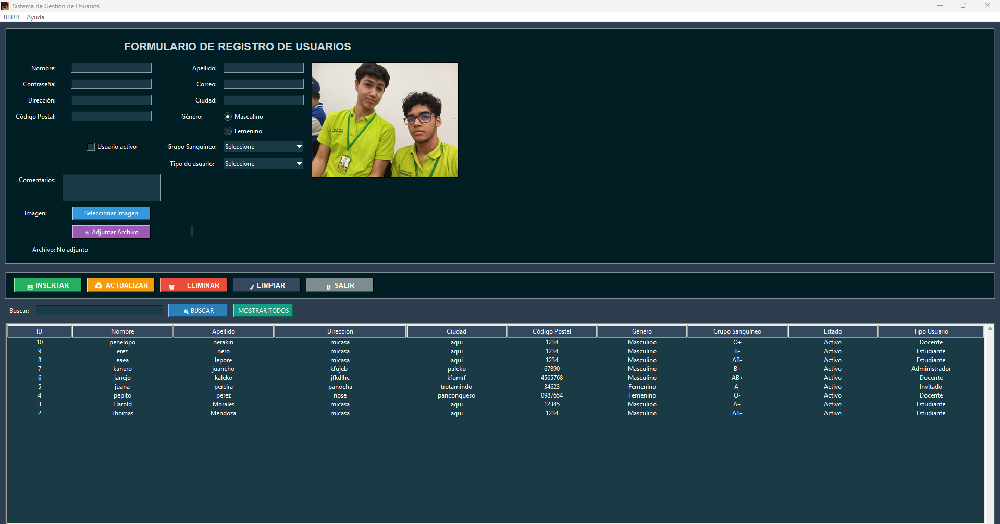 Sistema de Gestión de Usuarios
BBDD Ayuda
FORMULARIO DE REGISTRO DE USUARIOS
Nombre: Apellido:
Contraseña: Correo:
Dirección: Ciudad:
Código Postal: Género: Masculino
Femenino
Usuario activo Grupo Sanguíneo: Seleccione
Tipo de usuario: Seleccione
Comentarios:
Imagen: Seleccionar Imagen
Adjuntar Archivo
Archivo: No adjunto
INSERTAR ACTUALIZAR ELIMINAR LIMPIAR SALIR
Buscar: BUSCAR MOSTRAR TODOS
ID Nombre Apellido Dirección Ciudad Código Postal Género Grupo Sanguíneo Estado Tipo Usuario
10 penelopo nerakin micasa aqui 1234 Masculino O+ Activo Docente
9 erez nero micasa aqui 1234 Masculino B- Activo Estudiante
8 eaea lepore micasa aqui 1234 Masculino AB- Activo Estudiante
7 kanero juancho kfujeb- paleko 67890 Masculino B+ Activo Administrador
6 janejo kaleko jfkdlhc kfumrf 4565768 Masculino AB+ Activo Docente
5 juana pereira panocha trotamindo 34623 Femenino A- Activo Invitado
4 pepito perez nose panconqueso 0987654 Femenino O- Activo Docente
3 Harold Morales micasa aqui 12345 Masculino A+ Activo Estudiante
2 Thomas Mendoza micasa aqui 1234 Masculino AB- Activo Estudiante